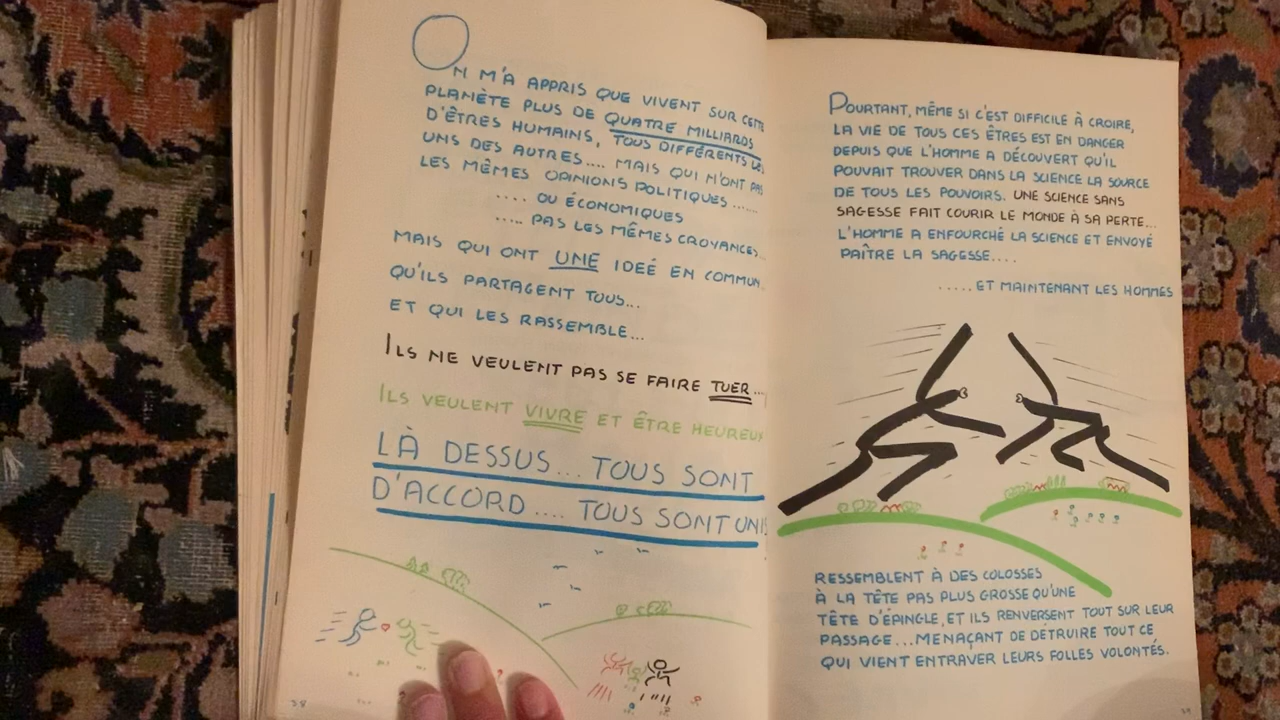 ON M'A APPRIS QUE VIVENT SUR CETTE
PLANÈTE PLUS DE QUATRE MILLIARDS
D'ÊTRES HUMAINS, TOUS DIFFÉRENTS LES
UNS DES AUTRES.... MAIS QUI N'ONT PAS
LES MÊMES OPINIONS POLITIQUES ......
.... OU ÉCONOMIQUES
..... PAS LES MÊMES CROYANCES..
MAIS QUI ONT UNE IDEÉ EN COMMUN.
QU'ILS PARTAGENT TOUS...
ET QUI LES RASSEMBLE...
ILS NE VEULENT PAS SE FAIRE TUER...
ILS VEULENT VIVRE ET ÊTRE HEUREUX
LÀ DESSUS... TOUS SONT
D'ACCORD.... TOUS SONT UNIS
58
POURTANT, MÊME SI C'EST DIFFICILE À CROIRE,
LA VIE DE TOUS CES ÊTRES EST EN DANGER
DEPUIS QUE L'HOMME A DÉCOUVERT QU'IL
POUVAIT TROUVER DANS LA SCIENCE LA SOURCE
DE TOUS LES POUVOIRS. UNE SCIENCE SANS
SAGESSE FAIT COURIR LE MONDE À SA PERTE...
L'HOMME A ENFOURCHÉ LA SCIENCE ET ENVOYÉ
PAÎTRE LA SAGESSE....
.....ET MAINTENANT LES HOMMES
RESSEMBLENT À DES COLOSSES
À LA TÊTE PAS PLUS GROSSE QU'UNE
TÊTE D'ÉPINGLE, ET ILS RENVERSENT TOUT SUR LEUR
PASSAGE...MENAÇANT DE DÉTRUIRE TOUT CE
QUI VIENT ENTRAVER LEURS FOLLES VOLONTÉS.
59